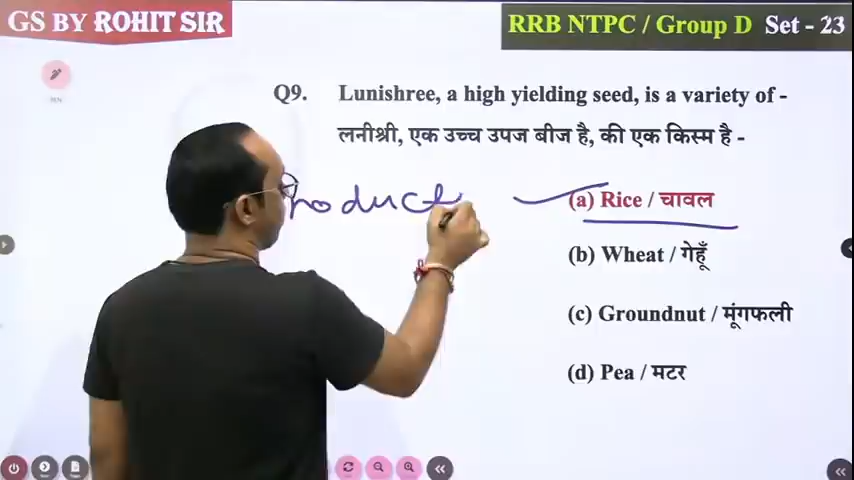 GS BY ROHIT SIR
RRB NTPC / Group D Set - 23
Q9. Lunishree, a high yielding seed, is a variety of -
लनीश्री, एक उच्च उपज बीज है, की एक किस्म है -
(a) Rice / चावल
(b) Wheat / गेहूँ
(c) Groundnut / मूंगफली
(d) Pea / मटर